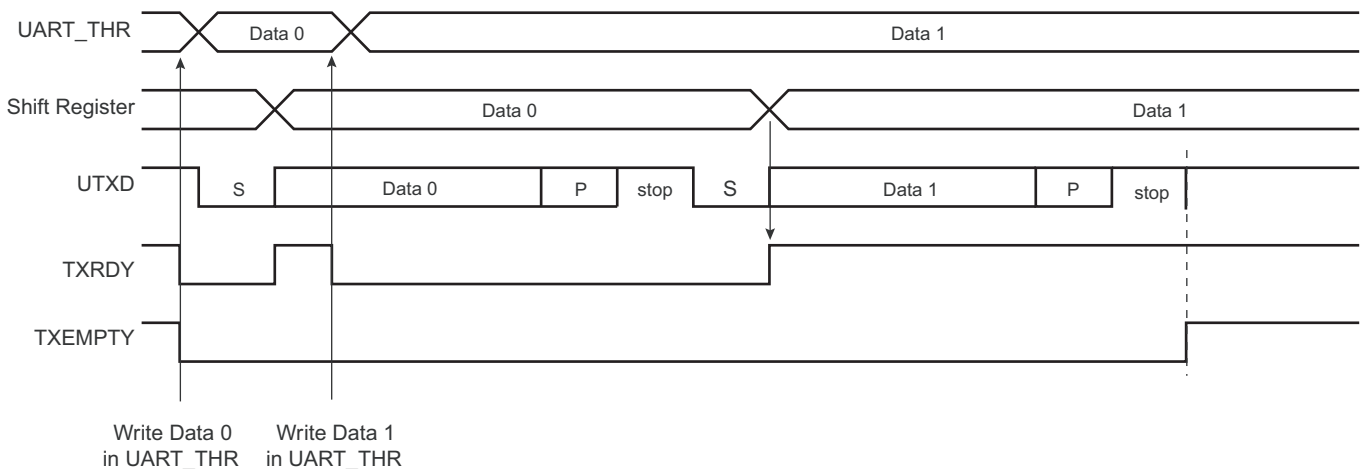 UART_THR
Data 0
Data 1
Shift Register
Data 0
Data 1
UTXD
S
Data 0
P
stop
S
Data 1
P
stop
TXRDY
TXEMPTY
Write Data 0
in UART_THR
Write Data 1
in UART_THR